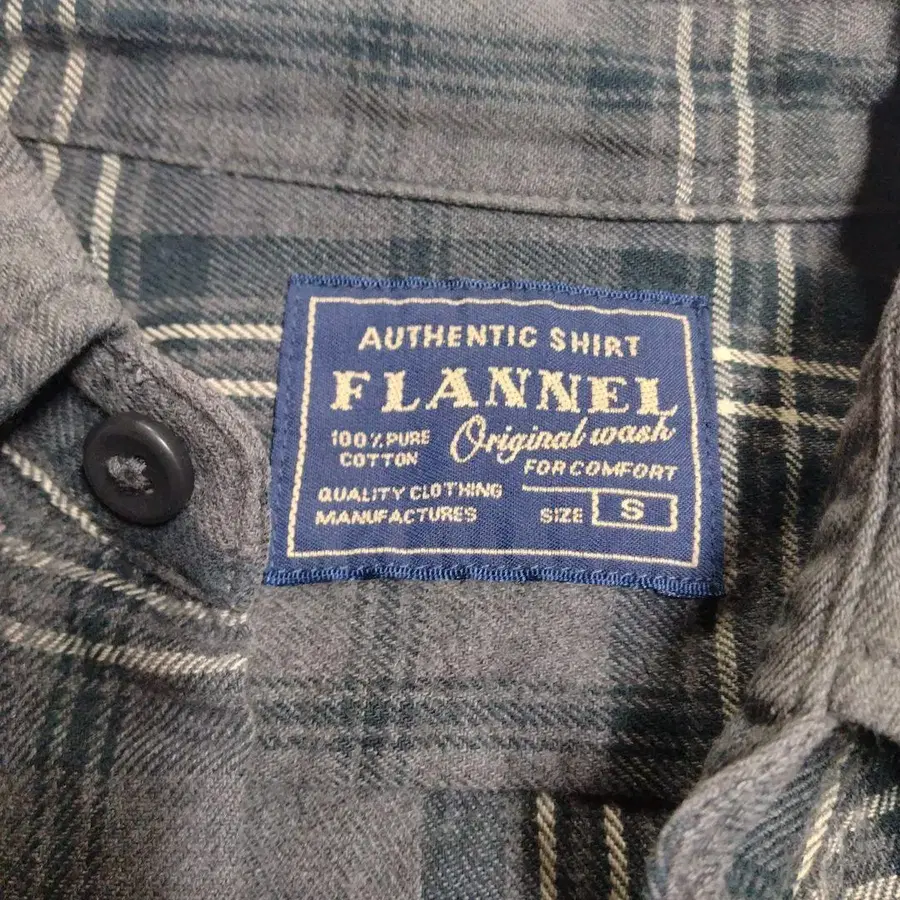 AUTHENTIC SHIRT
FLANNEL
100% PURE
COTTON
Original wash
FOR COMFORT
QUALITY CLOTHING
MANUFACTURES
SIZE S